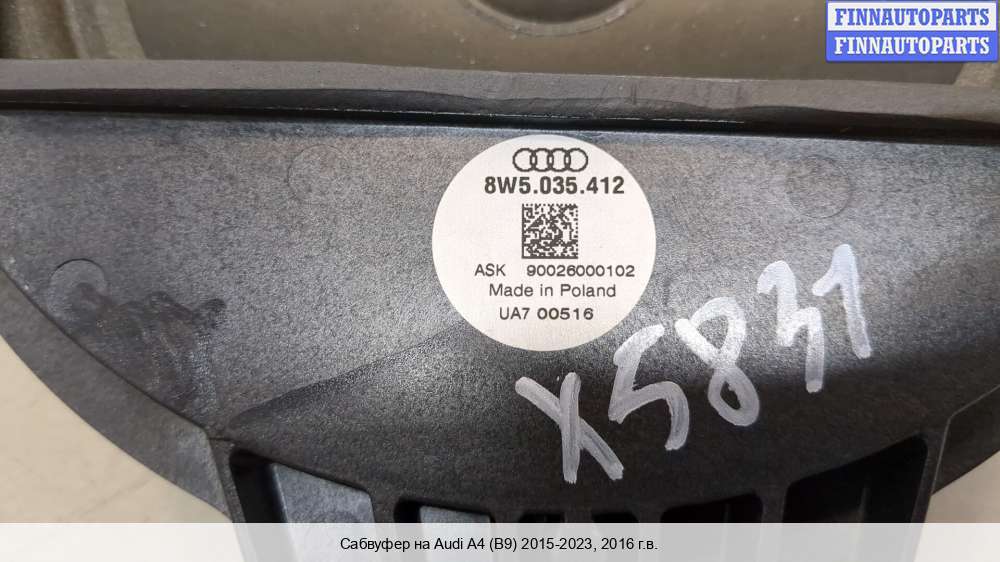 FINNAUTOPARTS
FINNAUTOPARTS
8W5.035.412
ASK 90026000102
Made in Poland
UA7 00516
X5831
Сабвуфер на Audi A4 (B9) 2015-2023, 2016 г.в.